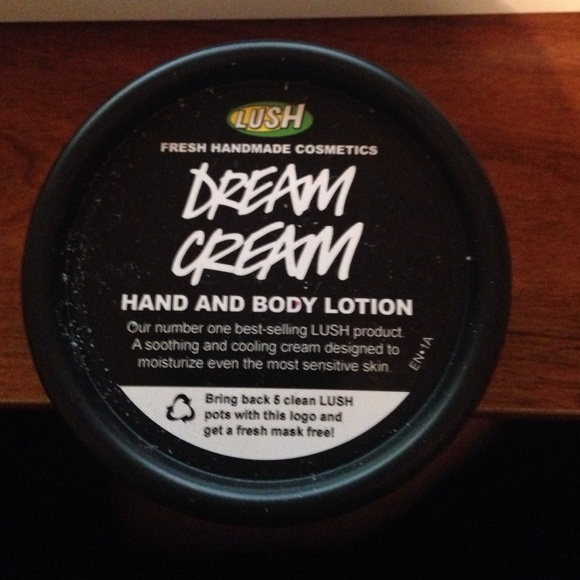 LUSH
FRESH HANDMADE COSMETICS
DREAM
CREAM
HAND AND BODY LOTION
Our number one best-selling LUSH product.
A soothing and cooling cream designed to
moisturize even the most sensitive skin.
EN•1A
Bring back 5 clean LUSH
pots with this logo and
get a fresh mask free!